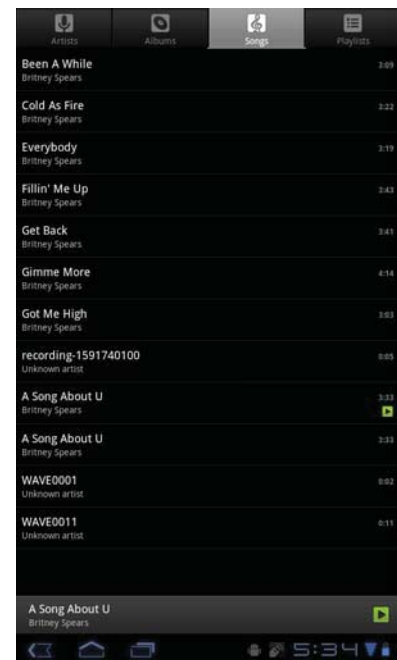 Artists Albums Songs Playlists
Been A While 3:09
Britney Spears
Cold As Fire 3:22
Britney Spears
Everybody 3:19
Britney Spears
Fillin' Me Up 3:43
Britney Spears
Get Back 3:41
Britney Spears
Gimme More 4:14
Britney Spears
Got Me High 3:03
Britney Spears
recording-1591740100 0:05
Unknown artist
A Song About U 3:33
Britney Spears
A Song About U 3:33
Britney Spears
WAVE0001 0:02
Unknown artist
WAVE0011 0:11
Unknown artist
A Song About U
Britney Spears
5:34